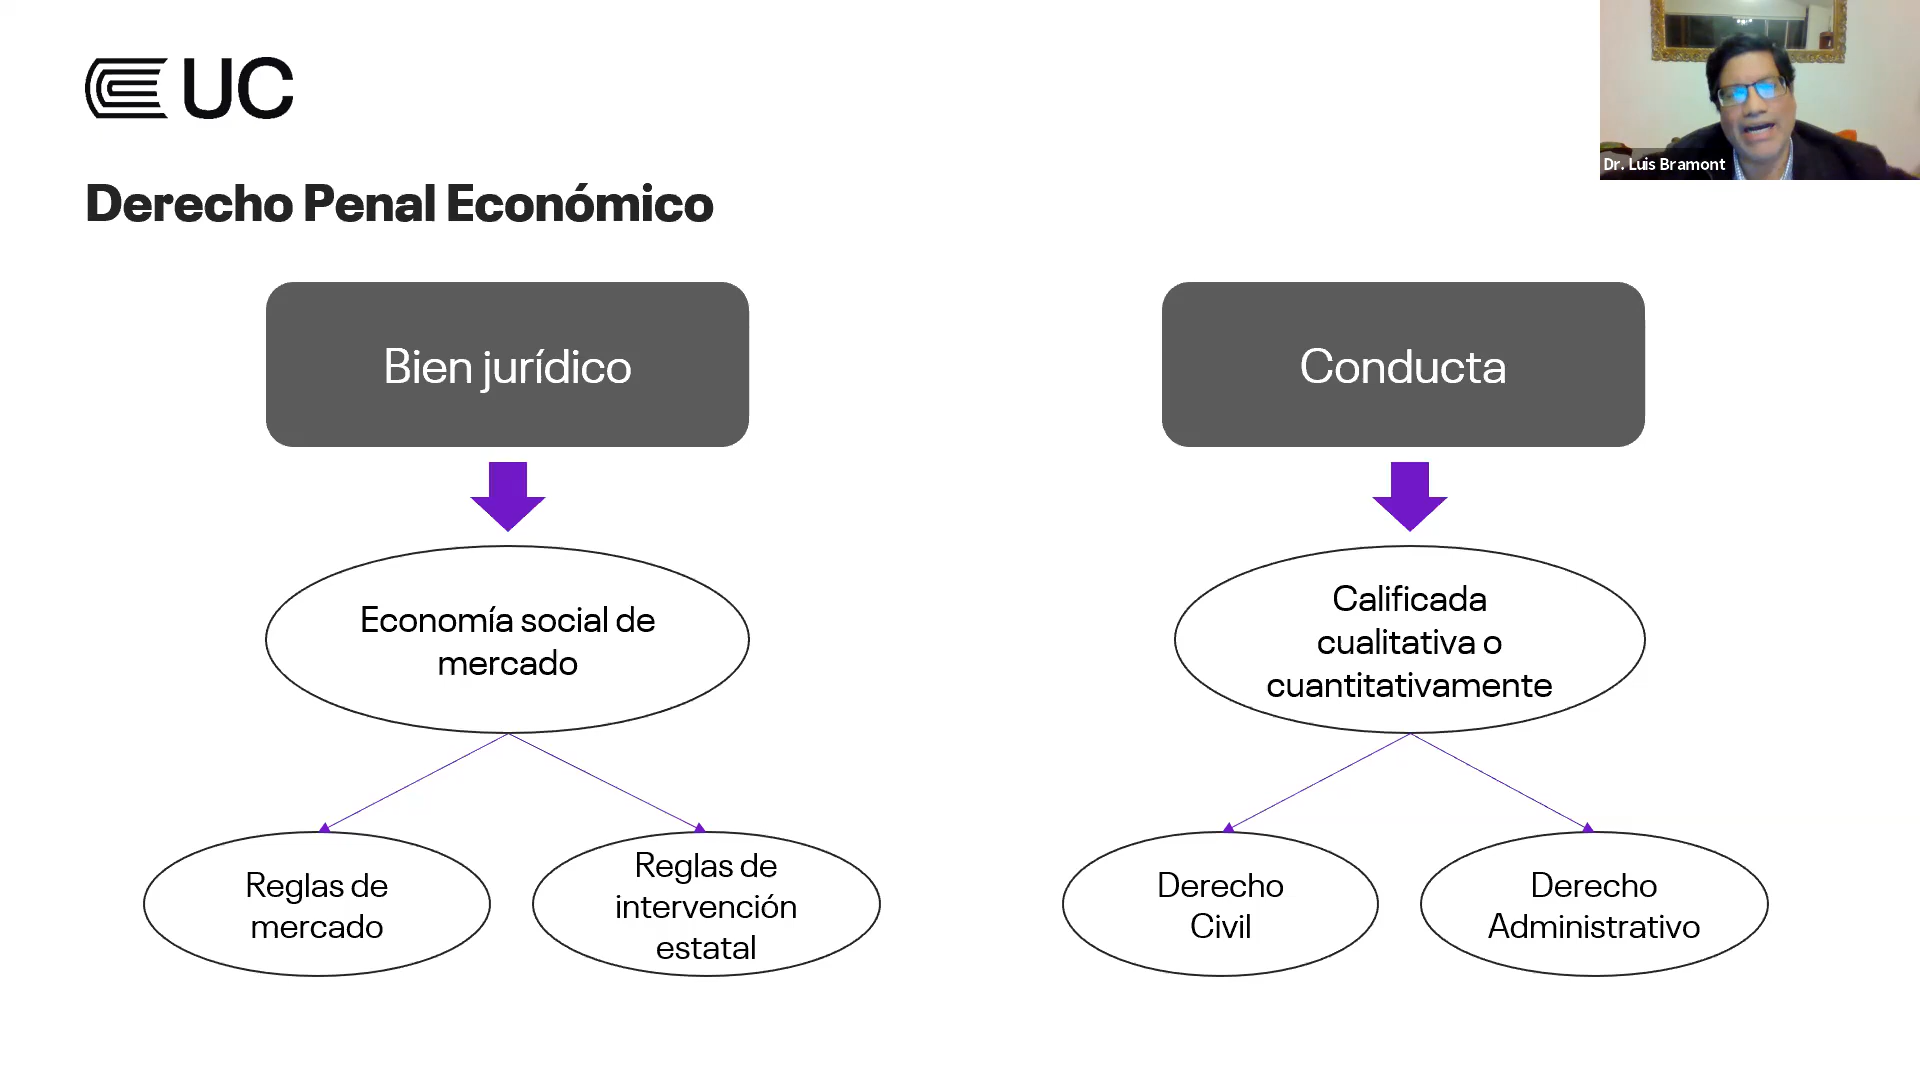 UC
Dr. Luis Bramont
Derecho Penal Económico
Bien jurídico
Conducta
Economía social de
mercado
Calificada
cualitativa o
cuantitativamente
Reglas de
mercado
Reglas de
intervención
estatal
Derecho
Civil
Derecho
Administrativo